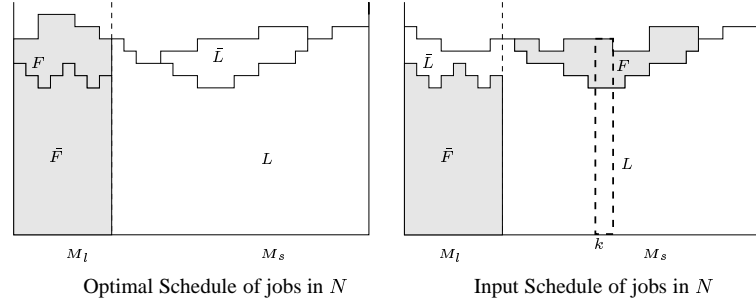 F
L̄
F̄
L
M_l
M_s
Optimal Schedule of jobs in N
L̄
F
F̄
L
k
M_l
M_s
Input Schedule of jobs in N